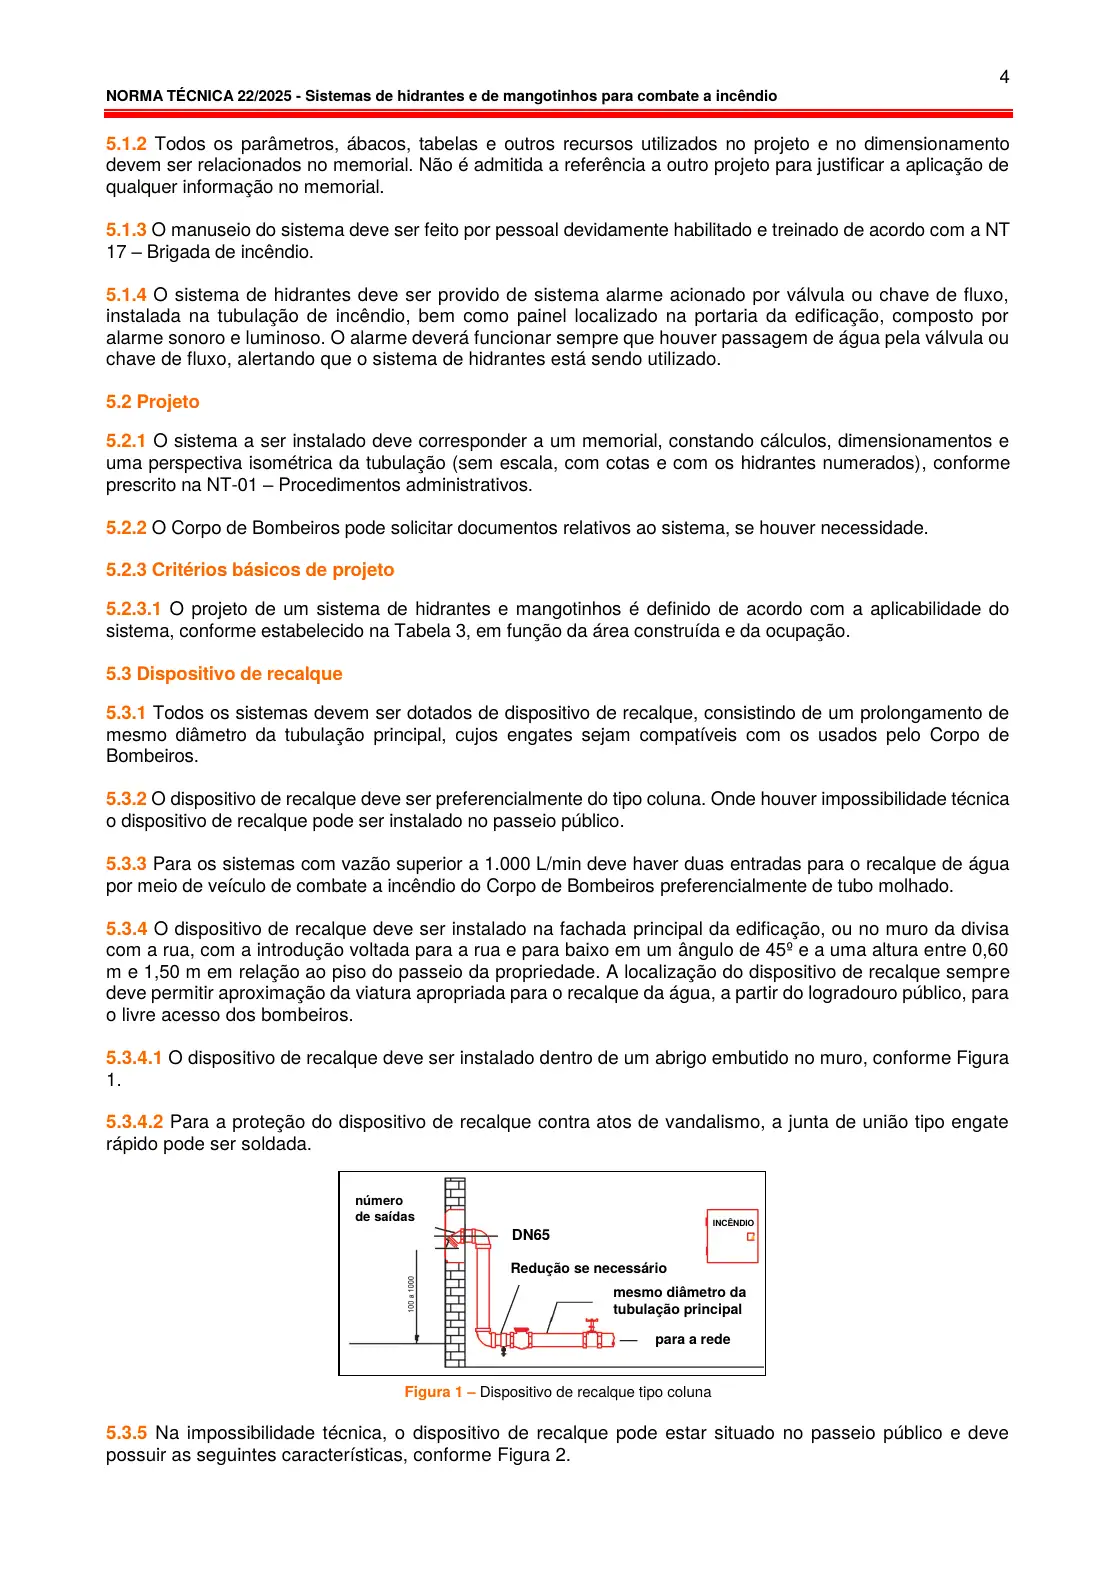 4
NORMA TÉCNICA 22/2025 - Sistemas de hidrantes e de mangotinhos para combate a incêndio
5.1.2 Todos os parâmetros, ábacos, tabelas e outros recursos utilizados no projeto e no dimensionamento
devem ser relacionados no memorial. Não é admitida a referência a outro projeto para justificar a aplicação de
qualquer informação no memorial.
5.1.3 O manuseio do sistema deve ser feito por pessoal devidamente habilitado e treinado de acordo com a NT
17 – Brigada de incêndio.
5.1.4 O sistema de hidrantes deve ser provido de sistema alarme acionado por válvula ou chave de fluxo,
instalada na tubulação de incêndio, bem como painel localizado na portaria da edificação, composto por
alarme sonoro e luminoso. O alarme deverá funcionar sempre que houver passagem de água pela válvula ou
chave de fluxo, alertando que o sistema de hidrantes está sendo utilizado.
5.2 Projeto
5.2.1 O sistema a ser instalado deve corresponder a um memorial, constando cálculos, dimensionamentos e
uma perspectiva isométrica da tubulação (sem escala, com cotas e com os hidrantes numerados), conforme
prescrito na NT-01 – Procedimentos administrativos.
5.2.2 O Corpo de Bombeiros pode solicitar documentos relativos ao sistema, se houver necessidade.
5.2.3 Critérios básicos de projeto
5.2.3.1 O projeto de um sistema de hidrantes e mangotinhos é definido de acordo com a aplicabilidade do
sistema, conforme estabelecido na Tabela 3, em função da área construída e da ocupação.
5.3 Dispositivo de recalque
5.3.1 Todos os sistemas devem ser dotados de dispositivo de recalque, consistindo de um prolongamento de
mesmo diâmetro da tubulação principal, cujos engates sejam compatíveis com os usados pelo Corpo de
Bombeiros.
5.3.2 O dispositivo de recalque deve ser preferencialmente do tipo coluna. Onde houver impossibilidade técnica
o dispositivo de recalque pode ser instalado no passeio público.
5.3.3 Para os sistemas com vazão superior a 1.000 L/min deve haver duas entradas para o recalque de água
por meio de veículo de combate a incêndio do Corpo de Bombeiros preferencialmente de tubo molhado.
5.3.4 O dispositivo de recalque deve ser instalado na fachada principal da edificação, ou no muro da divisa
com a rua, com a introdução voltada para a rua e para baixo em um ângulo de 45º e a uma altura entre 0,60
m e 1,50 m em relação ao piso do passeio da propriedade. A localização do dispositivo de recalque sempre
deve permitir aproximação da viatura apropriada para o recalque da água, a partir do logradouro público, para
o livre acesso dos bombeiros.
5.3.4.1 O dispositivo de recalque deve ser instalado dentro de um abrigo embutido no muro, conforme Figura
1.
5.3.4.2 Para a proteção do dispositivo de recalque contra atos de vandalismo, a junta de união tipo engate
rápido pode ser soldada.
número
de saídas
DN65
INCÊNDIO
Redução se necessário
100 a 1000
mesmo diâmetro da
tubulação principal
para a rede
Figura 1 – Dispositivo de recalque tipo coluna
5.3.5 Na impossibilidade técnica, o dispositivo de recalque pode estar situado no passeio público e deve
possuir as seguintes características, conforme Figura 2.